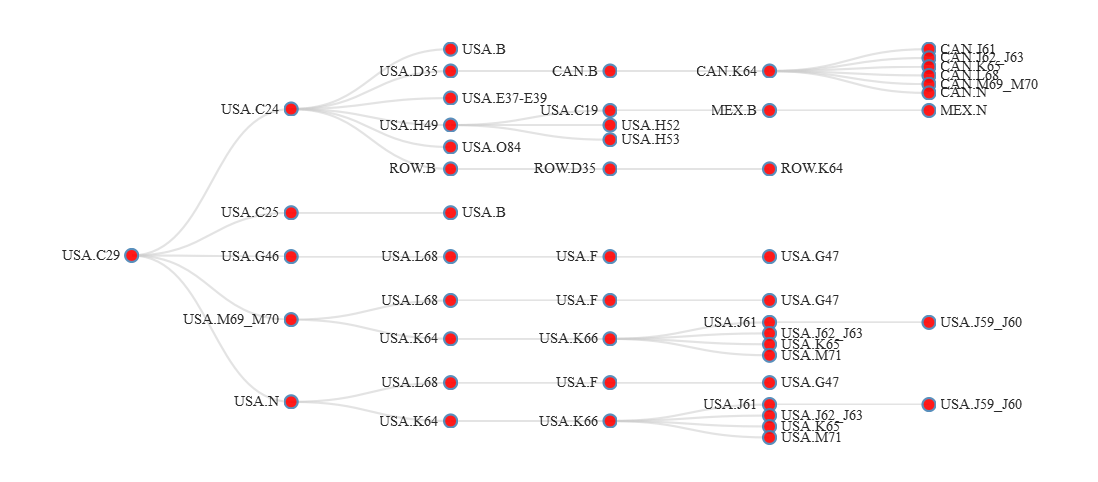 USA.C29
USA.C24
USA.B
USA.D35
CAN.B
CAN.K64
CAN.J61
CAN.J62_J63
CAN.K65
CAN.L68
CAN.M69_M70
CAN.N
USA.E37-E39
USA.H49
USA.C19
MEX.B
MEX.N
USA.H52
USA.H53
USA.O84
ROW.B
ROW.D35
ROW.K64
USA.C25
USA.B
USA.G46
USA.L68
USA.F
USA.G47
USA.M69_M70
USA.L68
USA.F
USA.G47
USA.K64
USA.K66
USA.J61
USA.J59_J60
USA.J62_J63
USA.K65
USA.M71
USA.N
USA.L68
USA.F
USA.G47
USA.K64
USA.K66
USA.J61
USA.J59_J60
USA.J62_J63
USA.K65
USA.M71